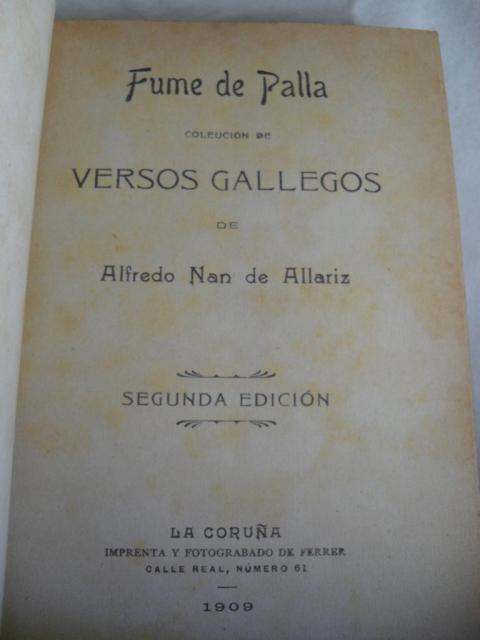 Fume de Palla
COLEUCIÓN DE
VERSOS GALLEGOS
DE
Alfredo Nan de Allariz
SEGUNDA EDICIÓN
LA CORUÑA
IMPRENTA Y FOTOGRABADO DE FERRER
CALLE REAL, NÚMERO 61
1909